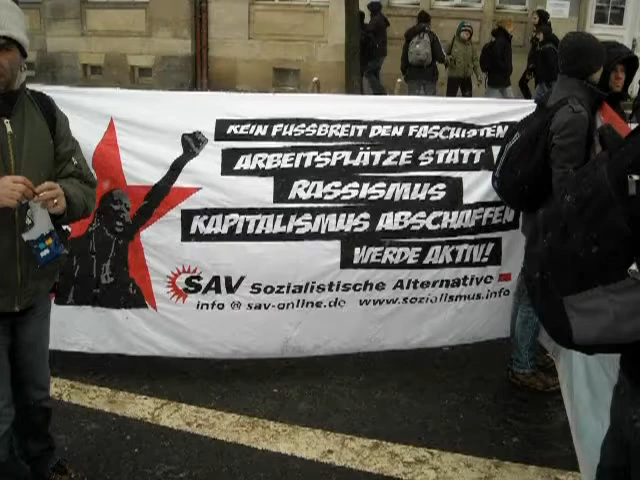 KEIN FUSSBREIT DEN FASCHISTEN
ARBEITSPLÄTZE STATT
RASSISMUS
KAPITALISMUS ABSCHAFFEN
WERDE AKTIV!
SAV Sozialistische Alternative
info @ sav-online.de www.sozialismus.info